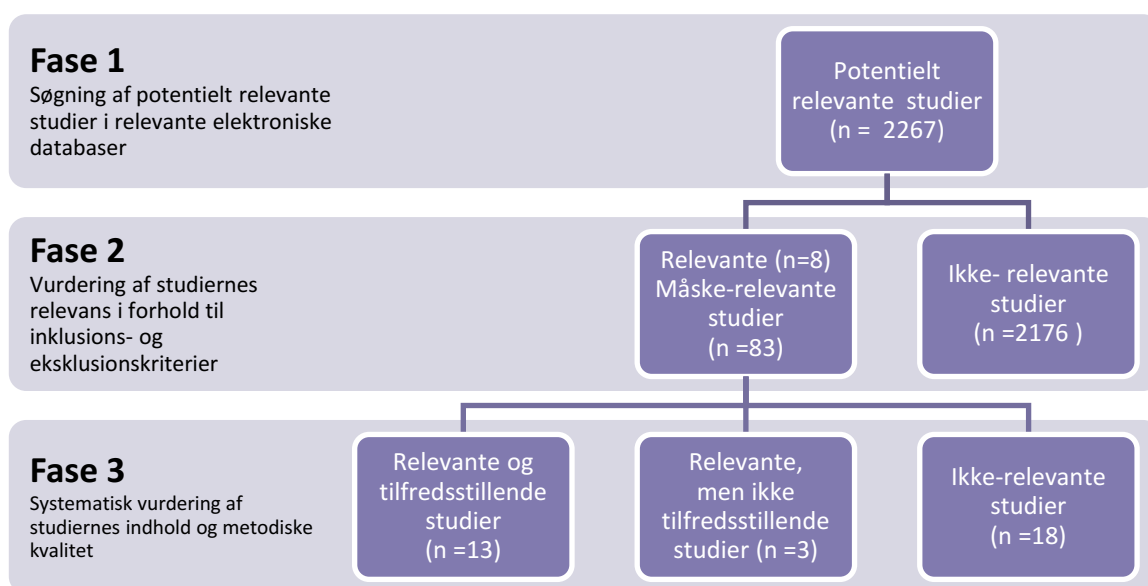 Fase 1
Søgning af potentielt relevante
studier i relevante elektroniske
databaser
Potentielt
relevante studier
(n = 2267)
Fase 2
Vurdering af studiernes
relevans i forhold til
inklusions- og
eksklusionskriterier
Relevante (n=8)
Måske-relevante
studier
(n =83)
Ikke- relevante
studier
(n =2176 )
Fase 3
Systematisk vurdering af
studiernes indhold og metodiske
kvalitet
Relevante og
tilfredsstillende
studier
(n =13)
Relevante,
men ikke
tilfredsstillende
studier (n =3)
Ikke-relevante
studier
(n =18)